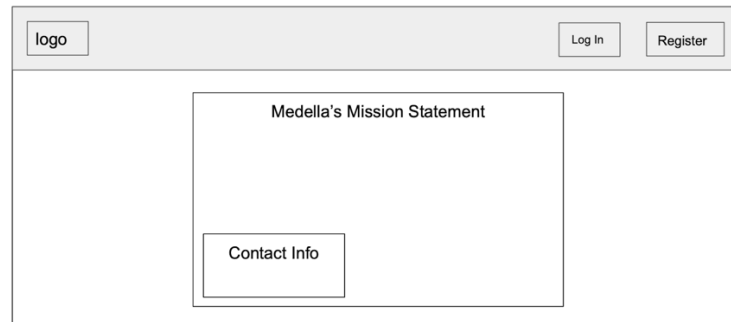 logo
Log In
Register
Medella's Mission Statement
Contact Info